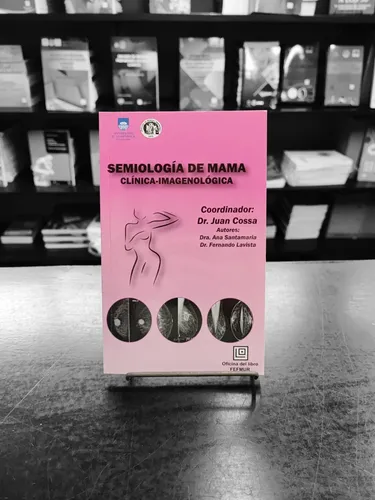 SEMIOLOGÍA DE MAMA
CLÍNICA-IMAGENOLÓGICA
Coordinador:
Dr. Juan Cossa
Autores:
Dra. Ana Santamaría
Dr. Fernando Lavista
Oficina del libro
FEFMUR